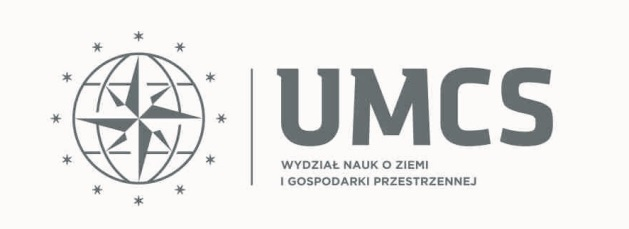 UMCS
WYDZIAŁ NAUK O ZIEMI
I GOSPODARKI PRZESTRZENNEJ